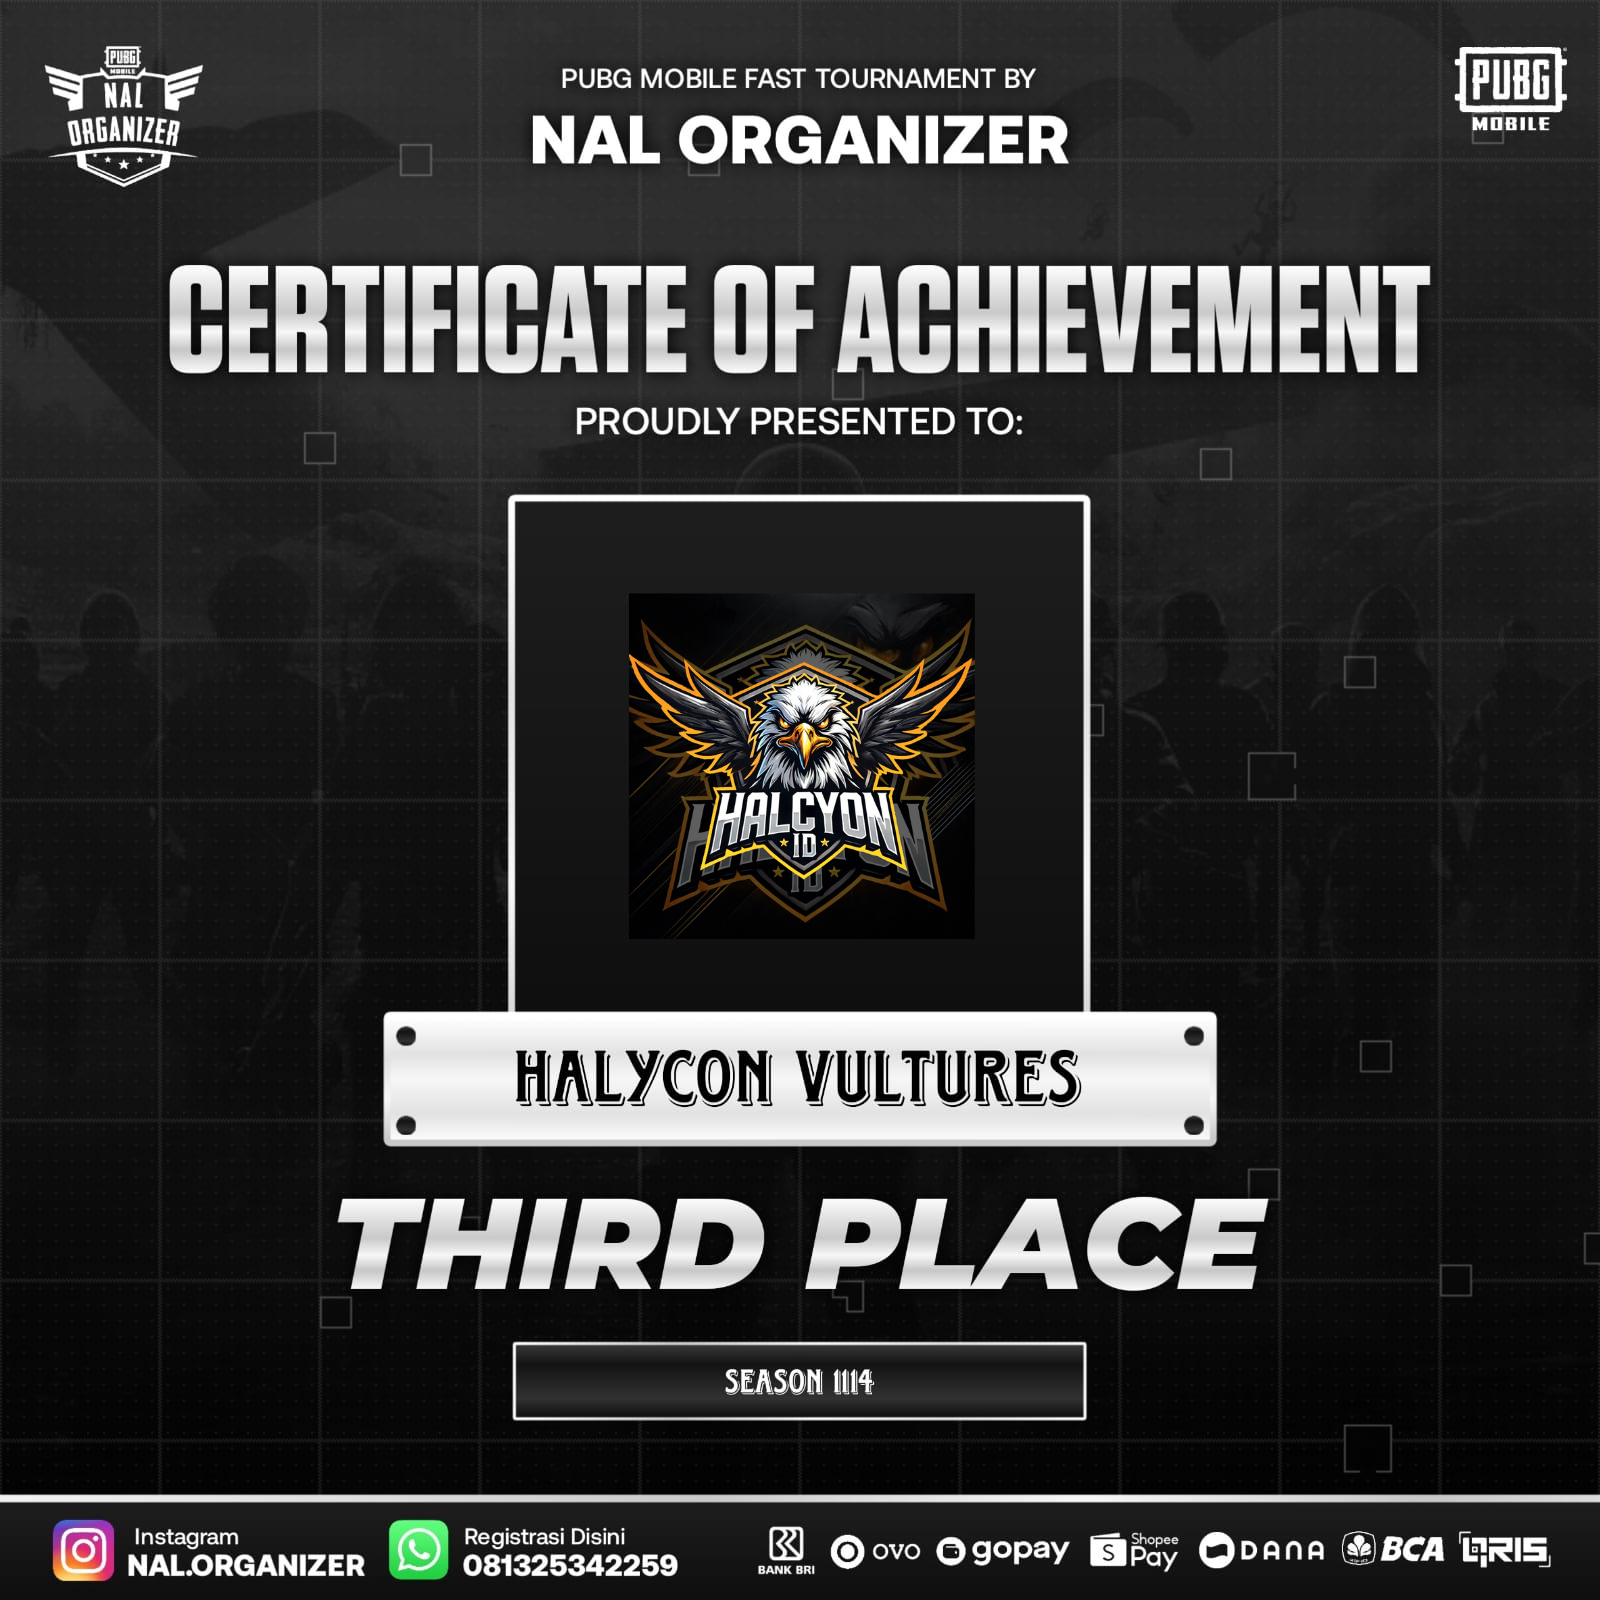 PUBG
MOBILE
NAL
ORGANIZER
PUBG MOBILE FAST TOURNAMENT BY
NAL ORGANIZER
PUBG
MOBILE
CERTIFICATE OF ACHIEVEMENT
PROUDLY PRESENTED TO:
HALCYON
ID
HALYCON VULTURES
THIRD PLACE
SEASON 1114
Instagram
NAL.ORGANIZER
Registrasi Disini
081325342259
BANK BRI
OVO
gopay
Shopee
Pay
DANA
BCA
QRIS